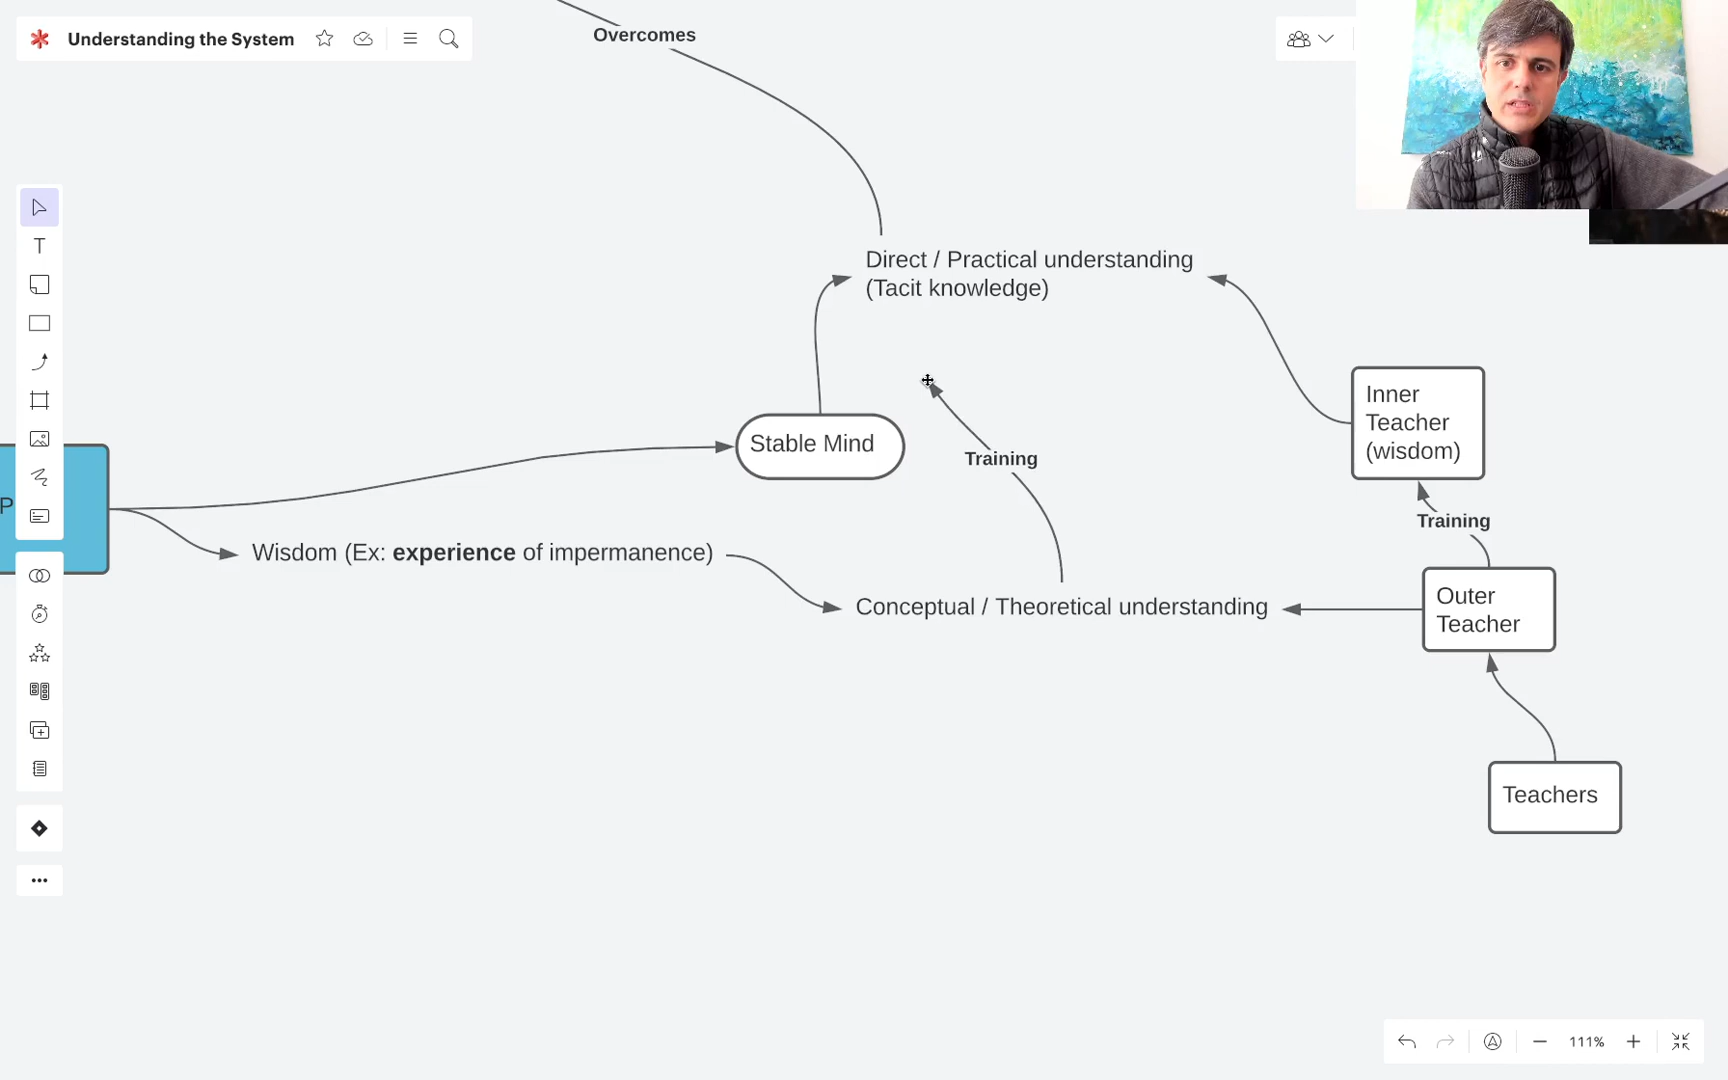 Understanding the System
Overcomes
Direct / Practical understanding
(Tacit knowledge)
Inner
Teacher
(wisdom)
Stable Mind
Training
P
Training
Wisdom (Ex: experience of impermanence)
Conceptual / Theoretical understanding
Outer
Teacher
Teachers
T
111%